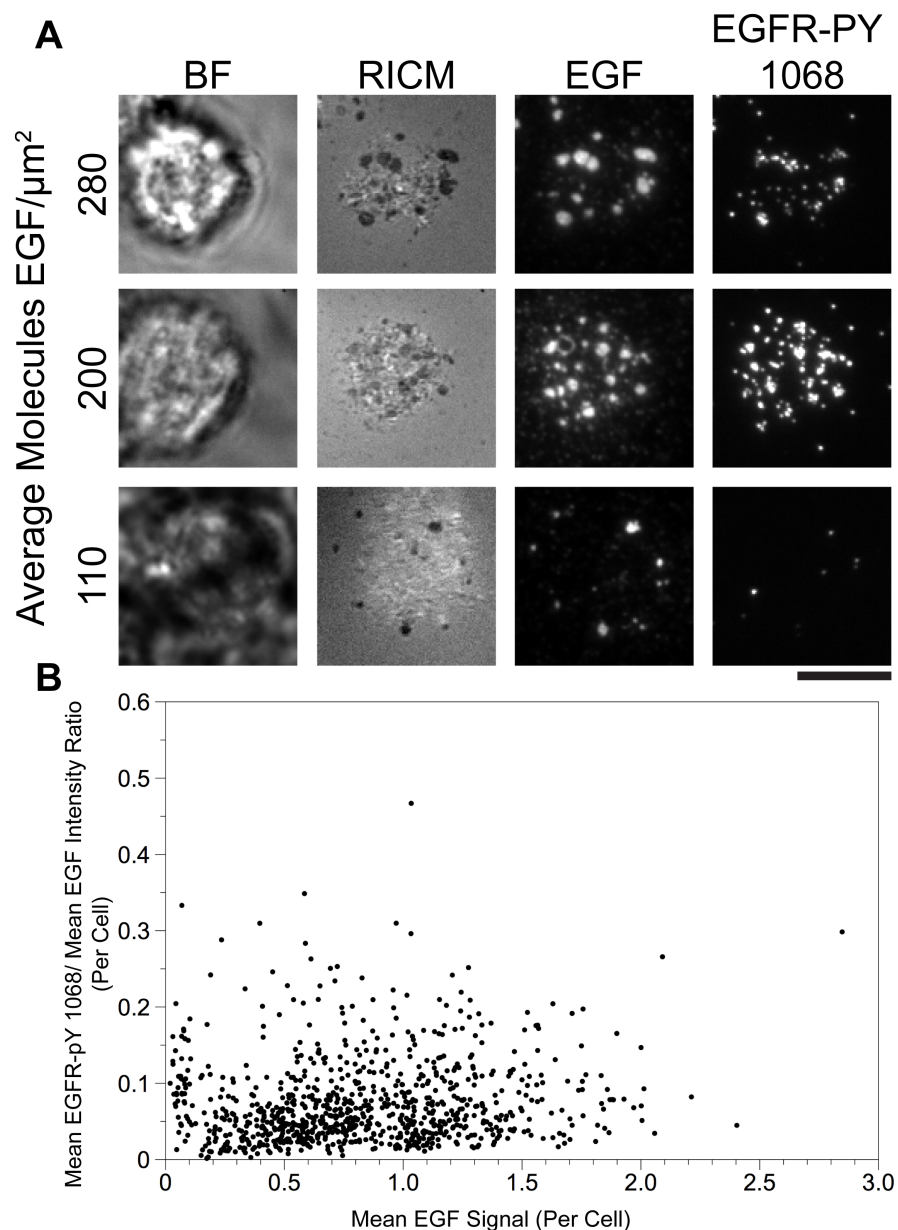 A
BF
RICM
EGF
EGFR-PY
1068
Average Molecules EGF/µm²
280
200
110
B
Mean EGFR-pY 1068/ Mean EGF Intensity Ratio
(Per Cell)
0.6
0.5
0.4
0.3
0.2
0.1
0
0
0.5
1.0
1.5
2.0
2.5
3.0
Mean EGF Signal (Per Cell)